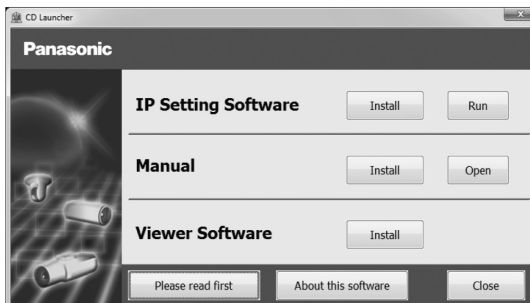 CD Launcher
Panasonic
IP Setting Software Install Run
Manual Install Open
Viewer Software Install
Please read first About this software Close